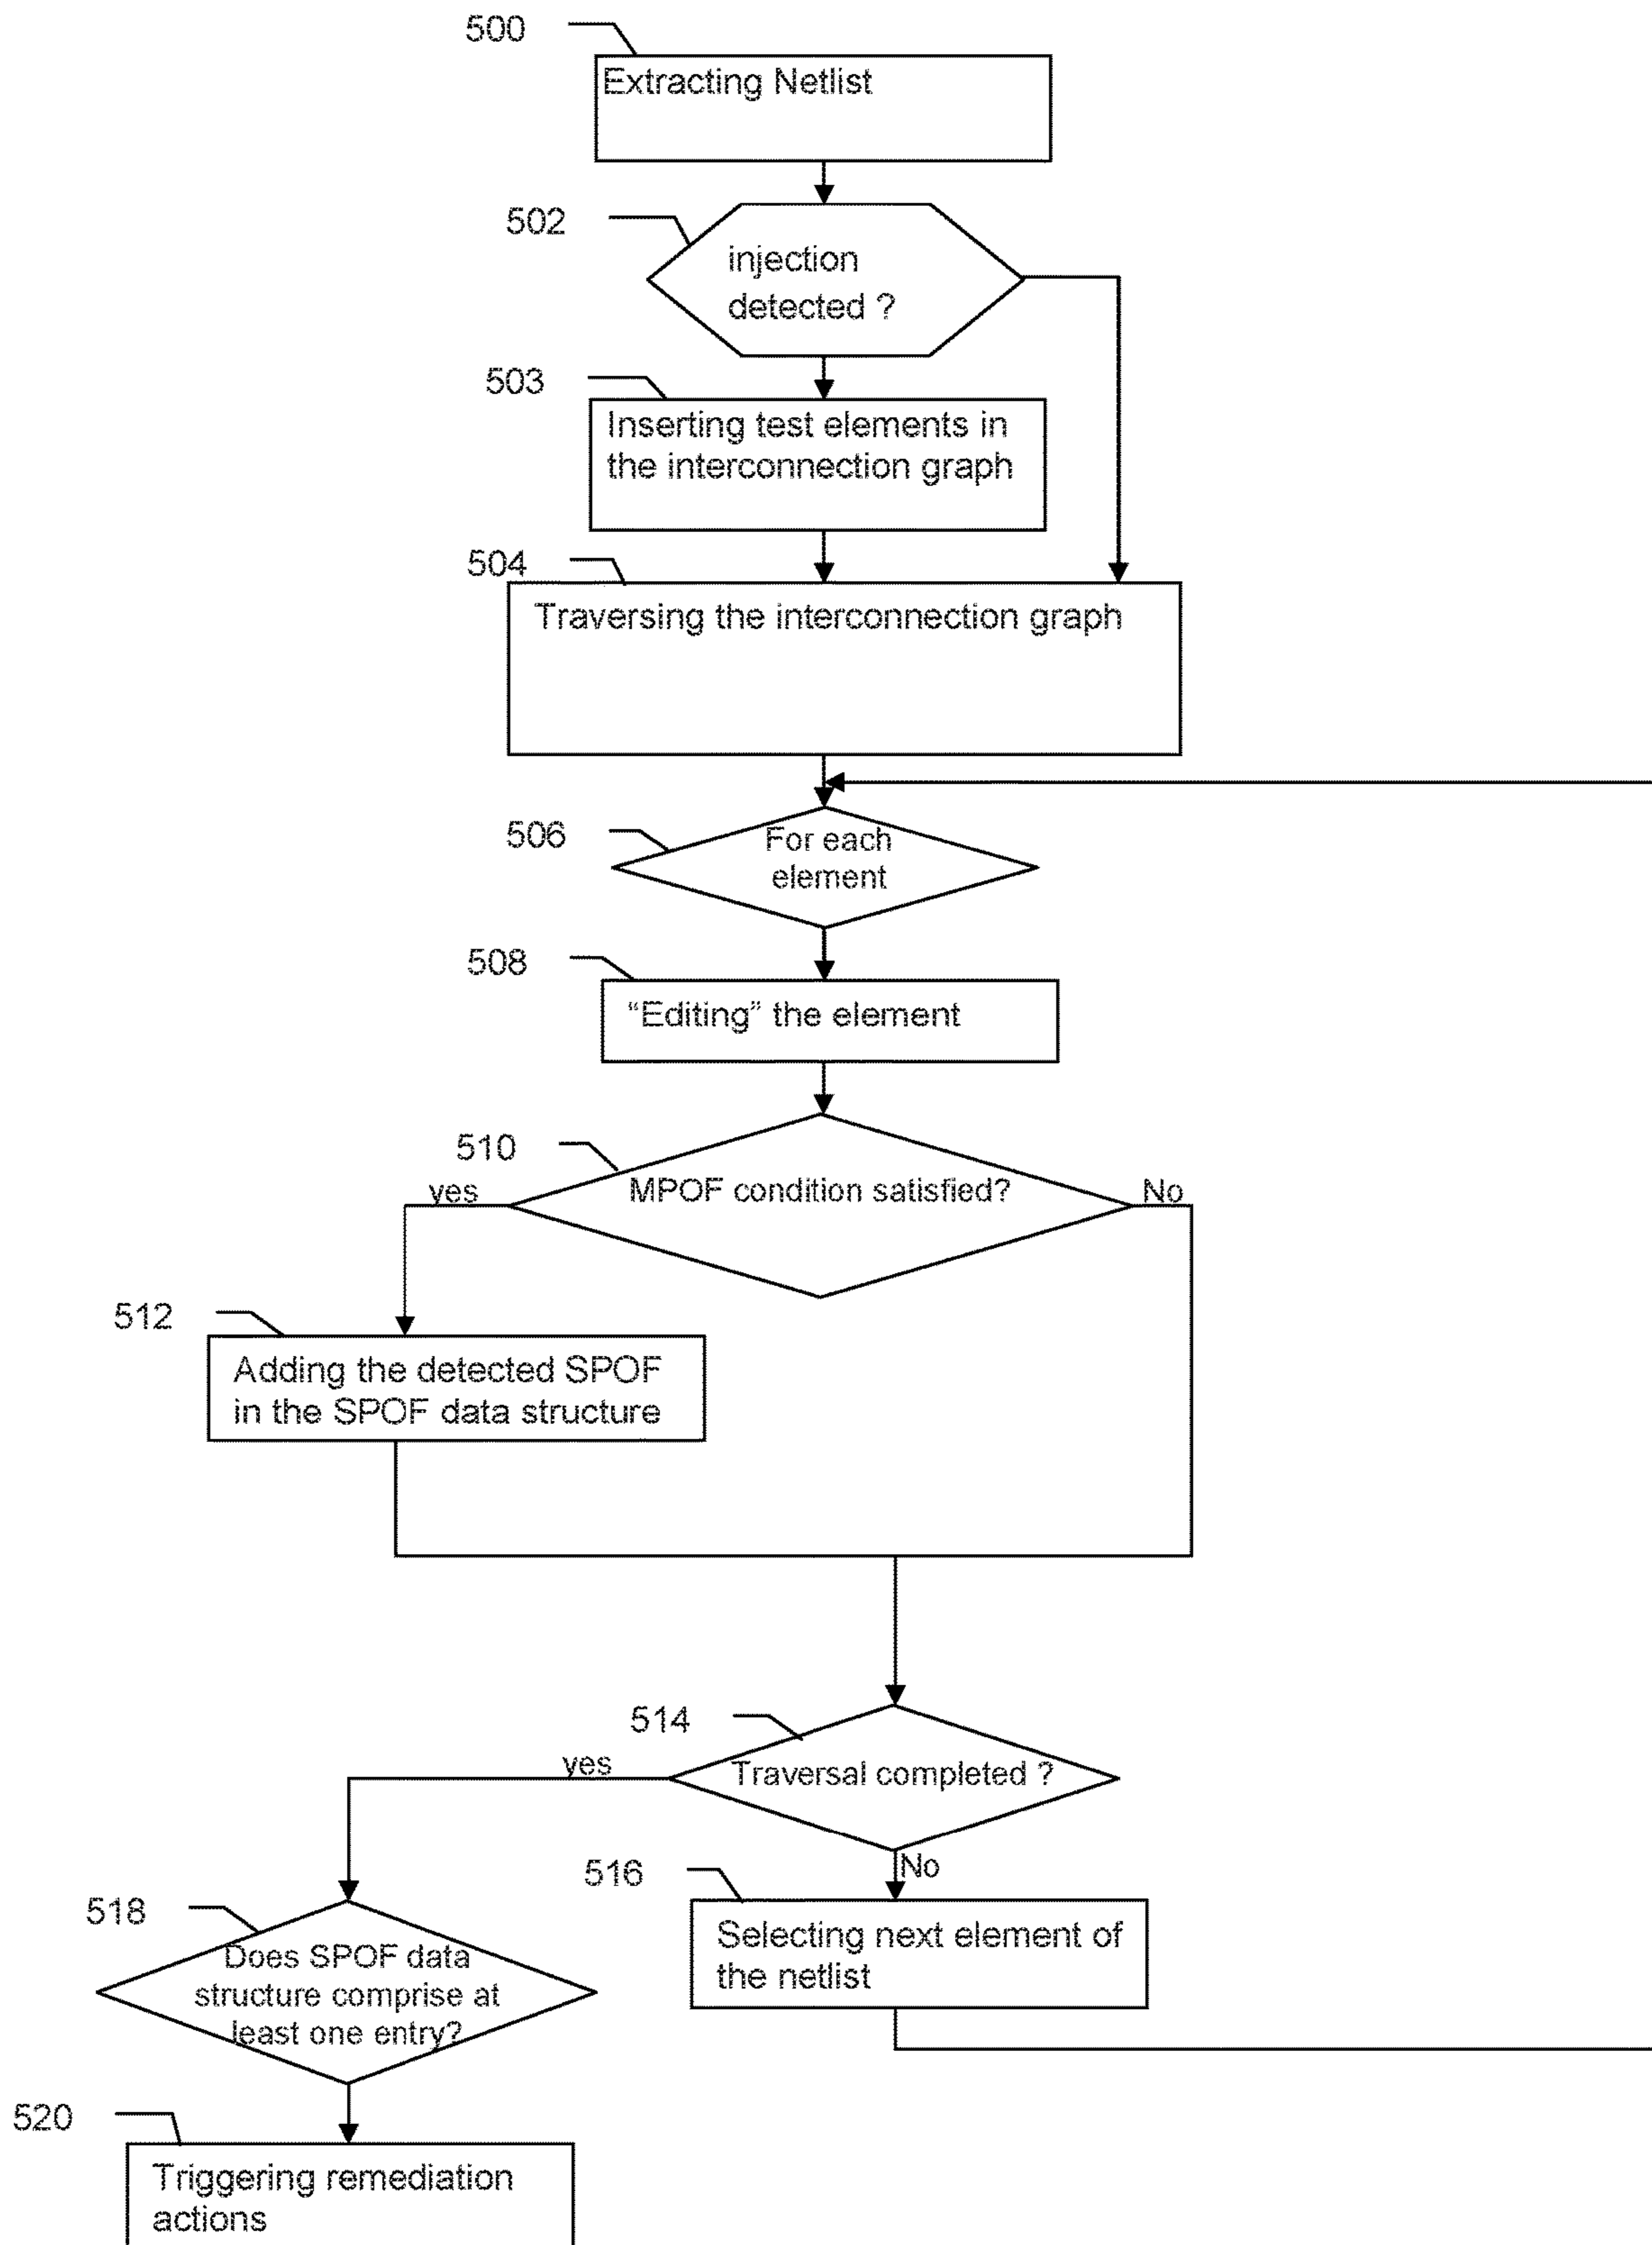 500
Extracting Netlist
502
injection
detected ?
503
Inserting test elements in
the interconnection graph
504
Traversing the interconnection graph
506
For each
element
508
“Editing” the element
510
yes
MPOF condition satisfied?
No
512
Adding the detected SPOF
in the SPOF data structure
514
yes
Traversal completed ?
No
516
Selecting next element of
the netlist
518
Does SPOF data
structure comprise at
least one entry?
520
Triggering remediation
actions